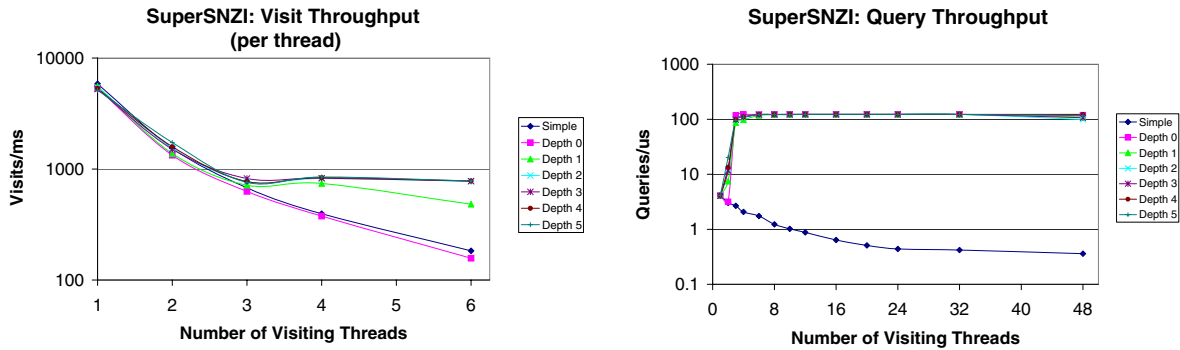 SuperSNZI: Visit Throughput
(per thread)
10000
1000
100
Visits/ms
1 2 3 4 5 6
Number of Visiting Threads
Simple
Depth 0
Depth 1
Depth 2
Depth 3
Depth 4
Depth 5
SuperSNZI: Query Throughput
1000
100
10
1
0.1
Queries/us
0 8 16 24 32 40 48
Number of Visiting Threads
Simple
Depth 0
Depth 1
Depth 2
Depth 3
Depth 4
Depth 5